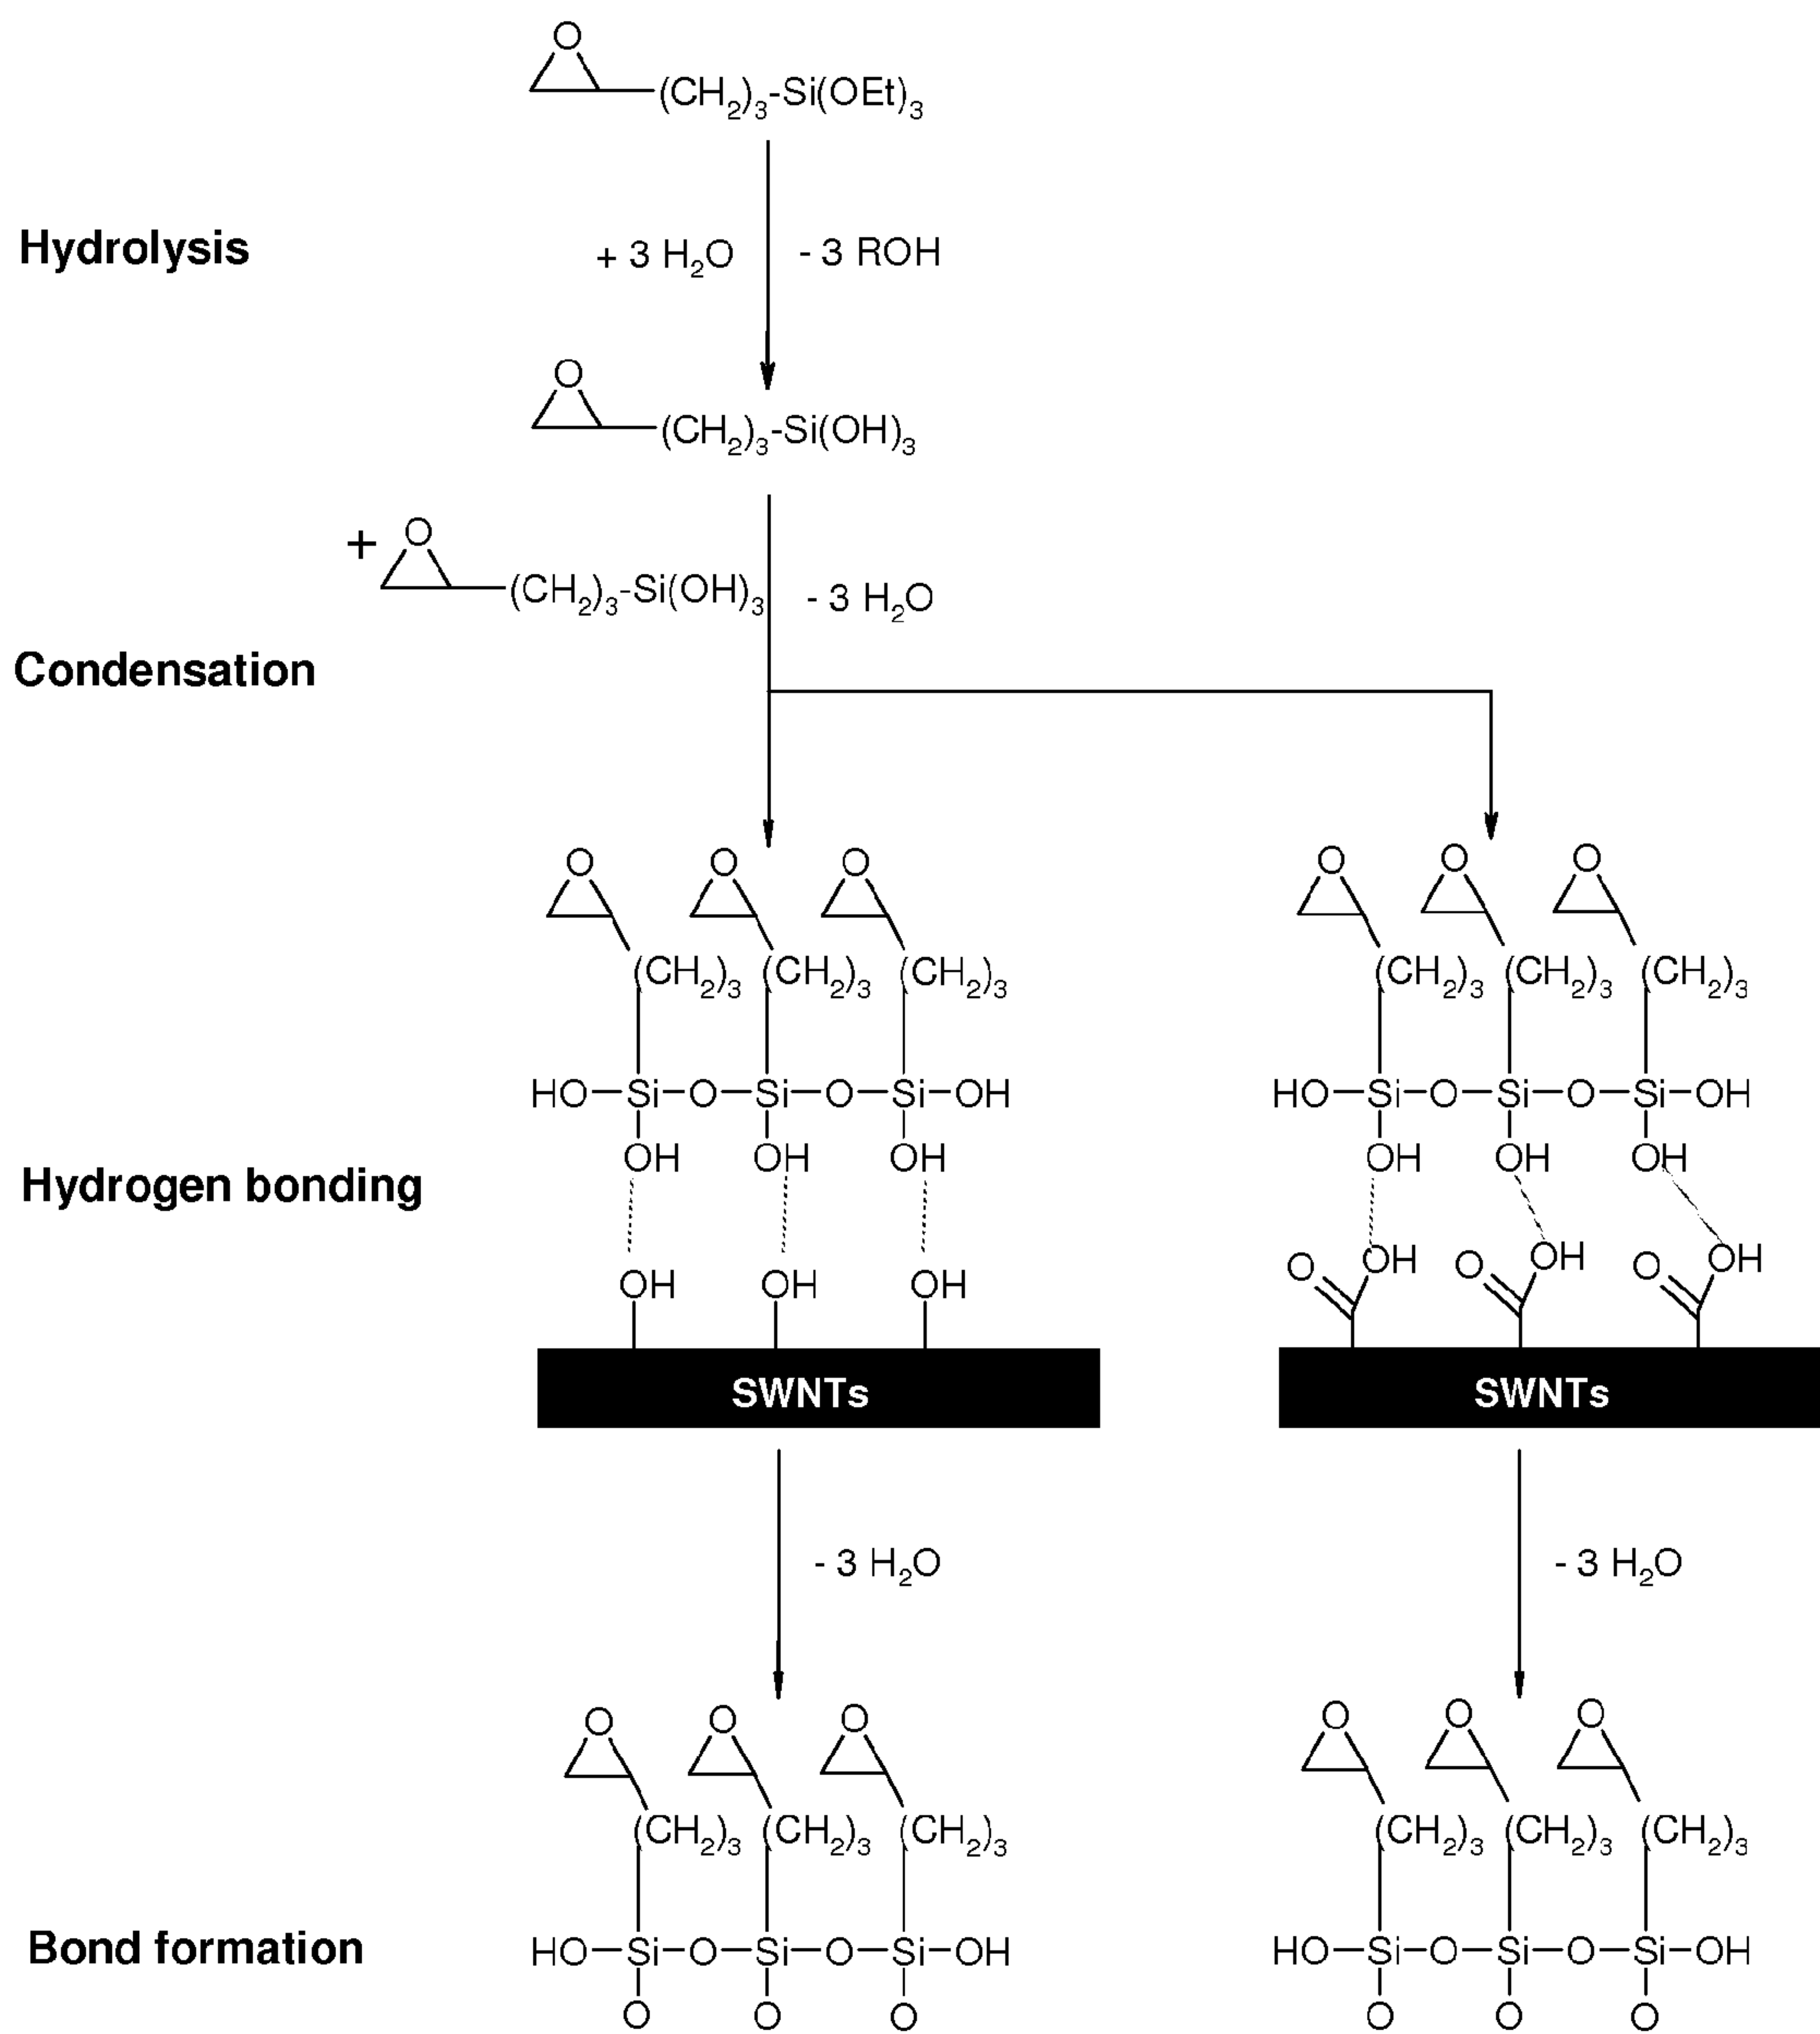 O
(CH2)3-Si(OEt)3
Hydrolysis
+ 3 H2O - 3 ROH
O
(CH2)3-Si(OH)3
+ O
(CH2)3-Si(OH)3 - 3 H2O
Condensation
O O O
(CH2)3 (CH2)3 (CH2)3
HO Si O Si O Si OH
OH OH OH
O O O
(CH2)3 (CH2)3 (CH2)3
HO Si O Si O Si OH
OH OH OH
Hydrogen bonding
OH OH OH
SWNTs
O OH O OH O OH
SWNTs
- 3 H2O
- 3 H2O
O O O
(CH2)3 (CH2)3 (CH2)3
HO Si O Si O Si OH
O O O
O O O
(CH2)3 (CH2)3 (CH2)3
HO Si O Si O Si OH
O O O
Bond formation